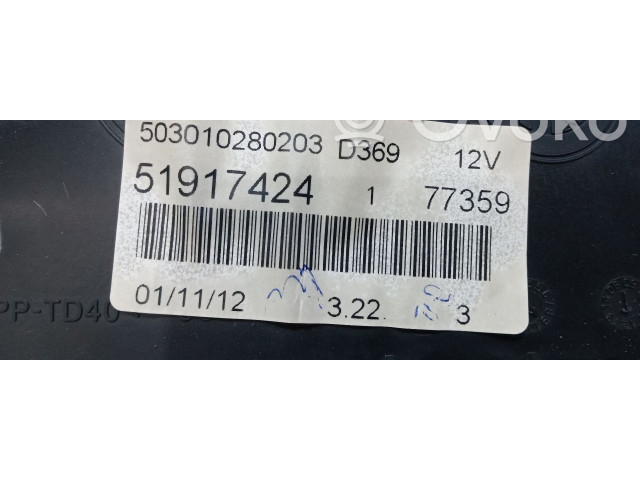 OVOKO
503010280203 D369 12V
51917424 1 77359
01/11/12 3.22. 3
PP-TD40